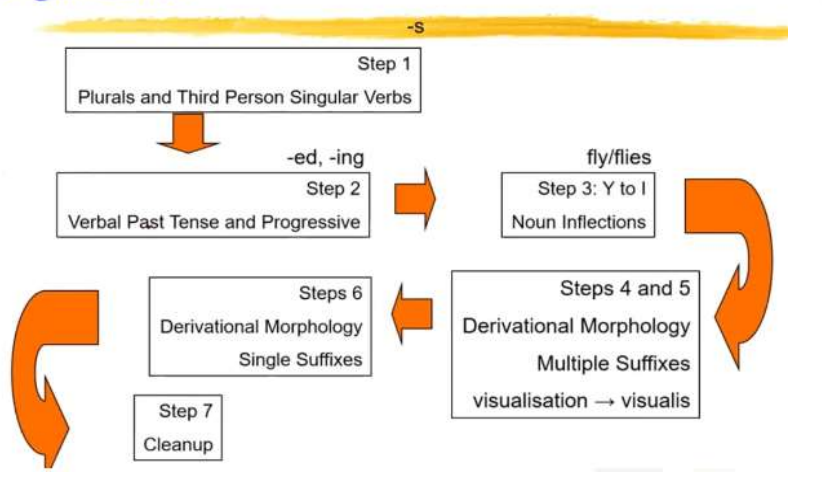 -s
Step 1
Plurals and Third Person Singular Verbs
-ed, -ing
Step 2
Verbal Past Tense and Progressive
fly/flies
Step 3: Y to I
Noun Inflections
Steps 4 and 5
Derivational Morphology
Multiple Suffixes
visualisation → visualis
Steps 6
Derivational Morphology
Single Suffixes
Step 7
Cleanup